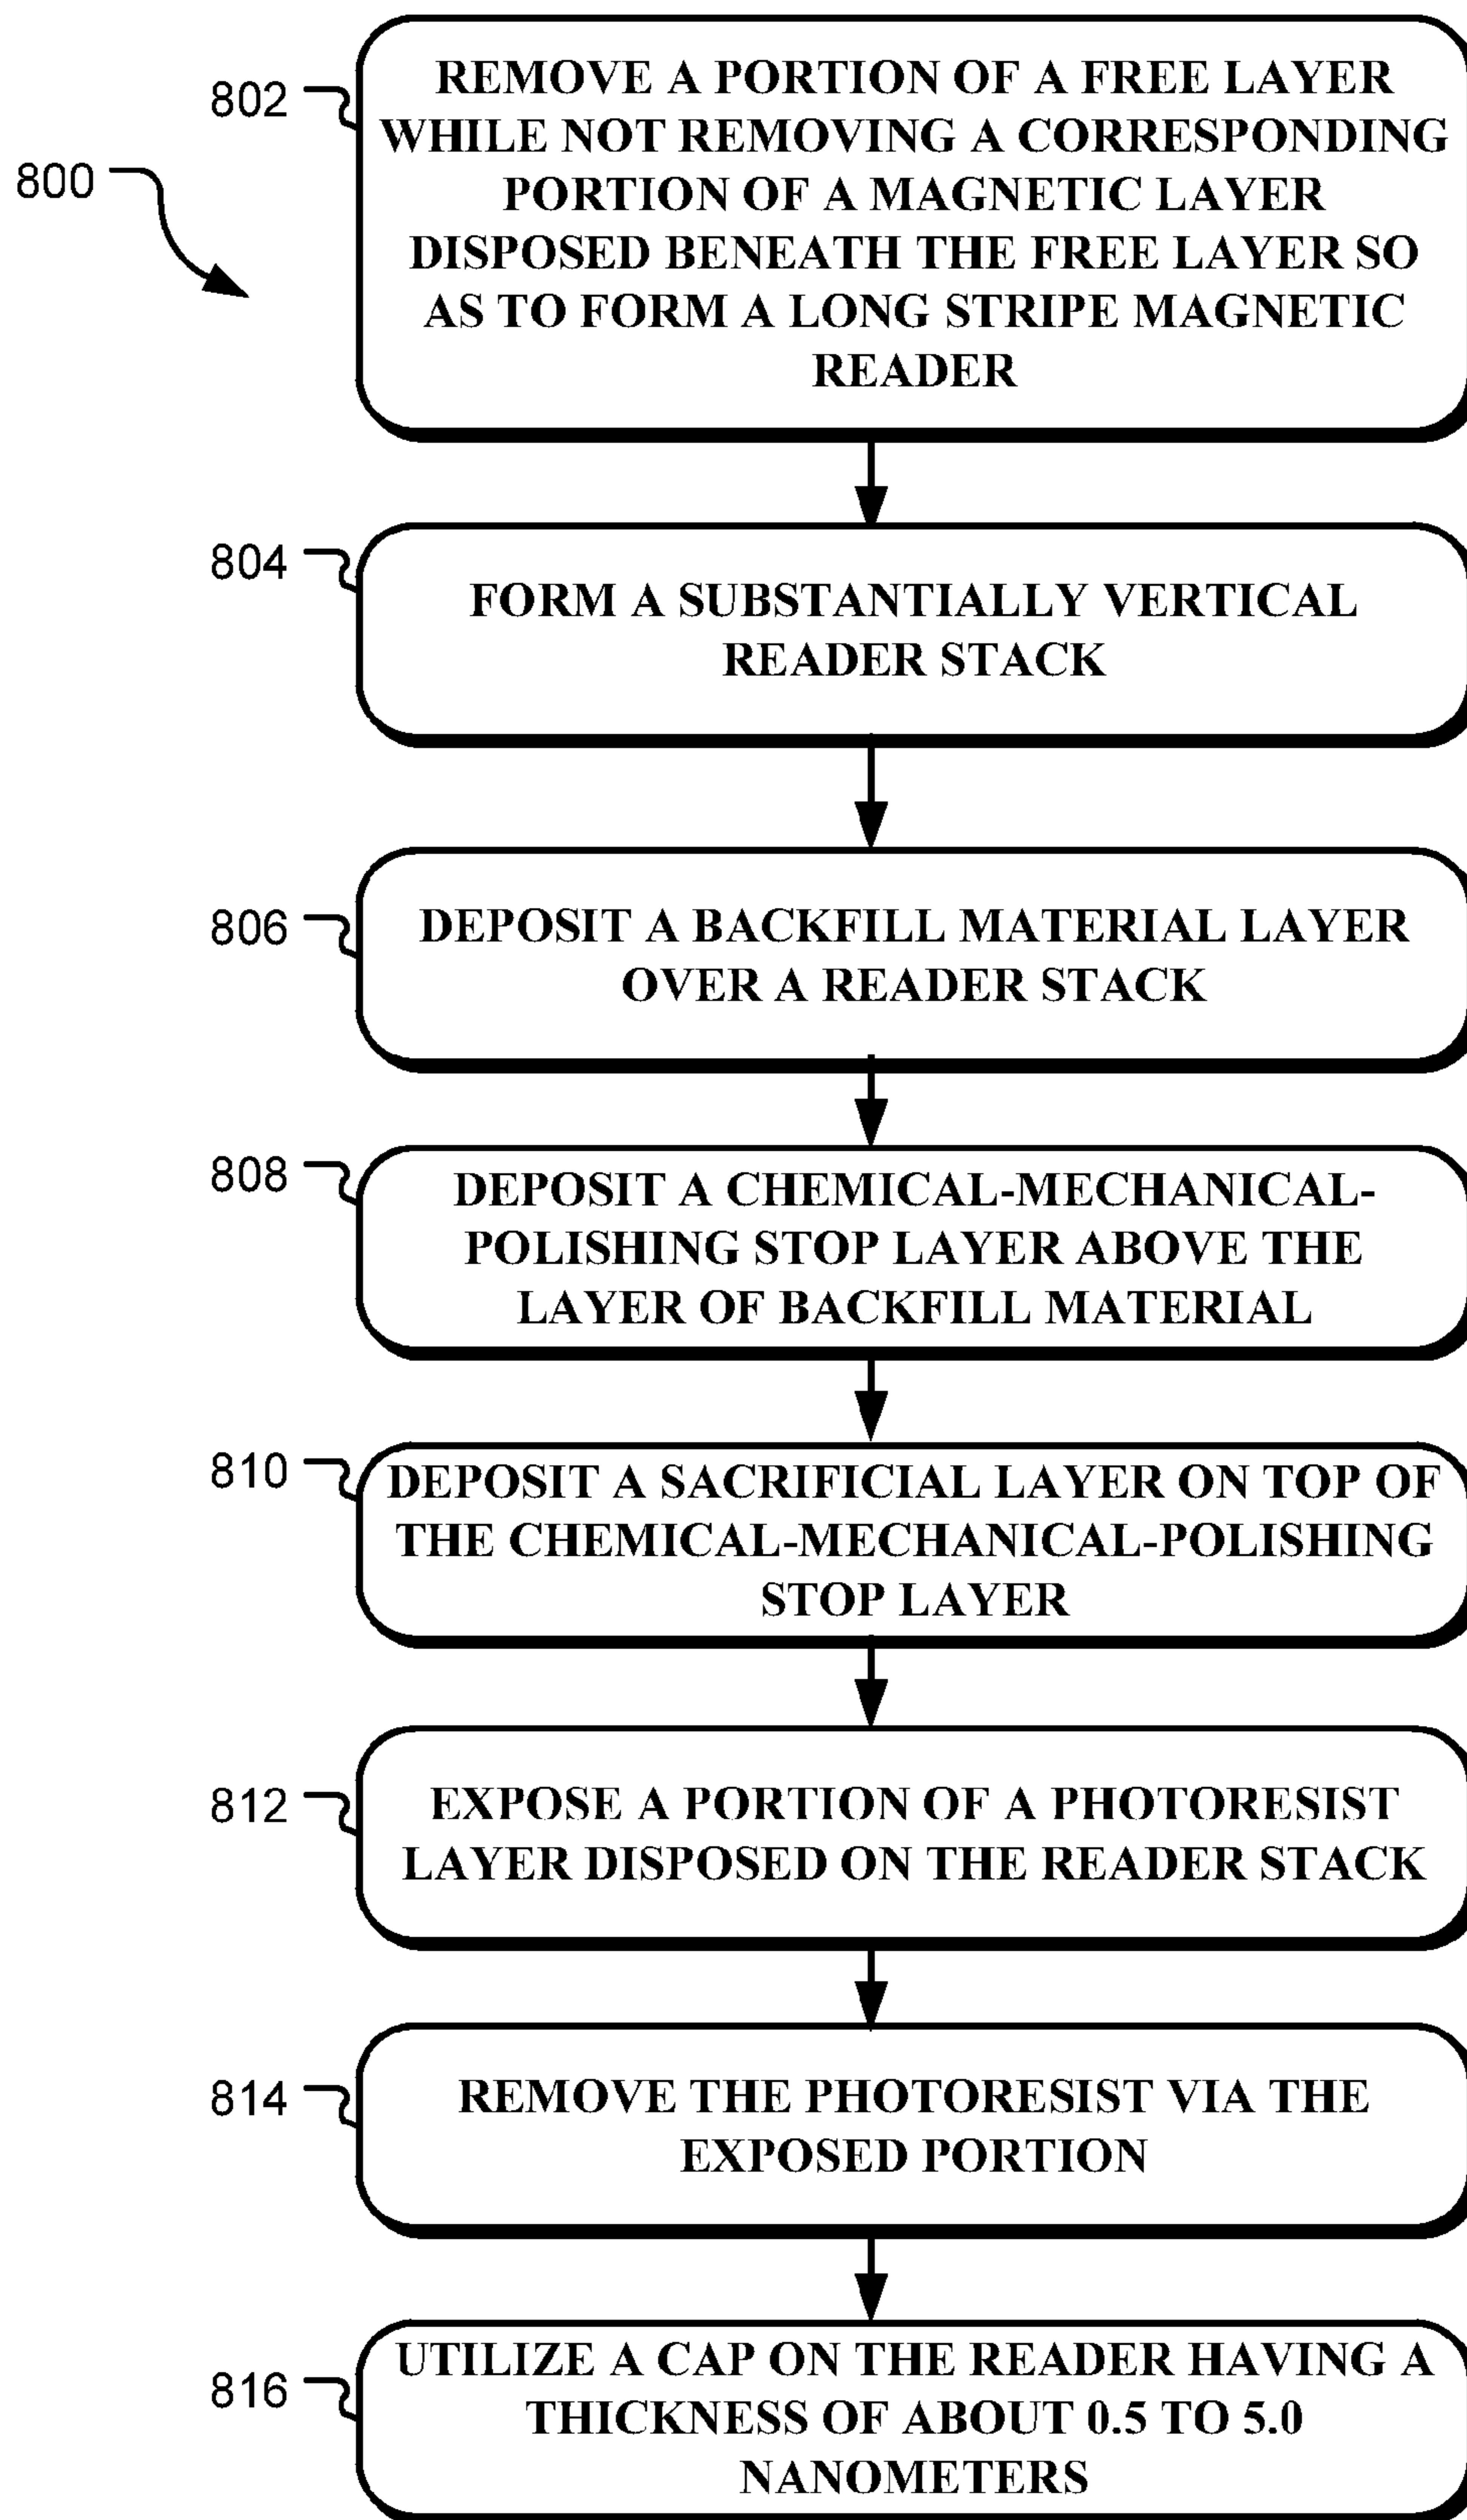 802
REMOVE A PORTION OF A FREE LAYER
WHILE NOT REMOVING A CORRESPONDING
PORTION OF A MAGNETIC LAYER
DISPOSED BENEATH THE FREE LAYER SO
AS TO FORM A LONG STRIPE MAGNETIC
READER
800
804
FORM A SUBSTANTIALLY VERTICAL
READER STACK
806
DEPOSIT A BACKFILL MATERIAL LAYER
OVER A READER STACK
808
DEPOSIT A CHEMICAL-MECHANICAL-
POLISHING STOP LAYER ABOVE THE
LAYER OF BACKFILL MATERIAL
810
DEPOSIT A SACRIFICIAL LAYER ON TOP OF
THE CHEMICAL-MECHANICAL-POLISHING
STOP LAYER
812
EXPOSE A PORTION OF A PHOTORESIST
LAYER DISPOSED ON THE READER STACK
814
REMOVE THE PHOTORESIST VIA THE
EXPOSED PORTION
816
UTILIZE A CAP ON THE READER HAVING A
THICKNESS OF ABOUT 0.5 TO 5.0
NANOMETERS